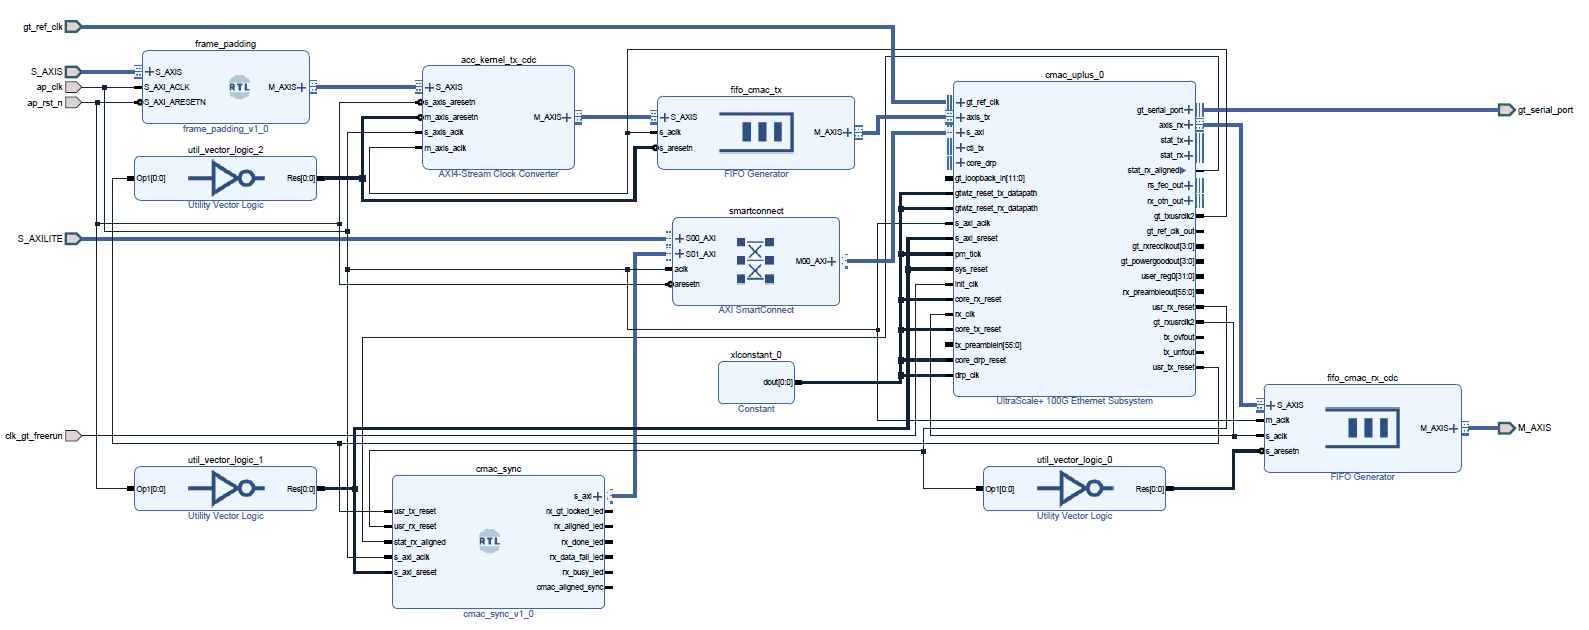 gt_ref_clk
S_AXIS
ap_clk
ap_rst_n
S_AXILITE
clk_gt_freerun
frame_padding
S_AXIS
S_AXI_ACLK
S_AXI_ARESETN
M_AXIS
RTL
frame_padding_v1_0
util_vector_logic_2
Op1[0:0]
Res[0:0]
Utility Vector Logic
acc_kernel_tx_cdc
S_AXIS
s_axis_aresetn
m_axis_aresetn
s_axis_aclk
m_axis_aclk
M_AXIS
AXI4-Stream Clock Converter
fifo_cmac_tx
S_AXIS
s_aclk
s_aresetn
M_AXIS
FIFO Generator
smartconnect
S00_AXI
S01_AXI
aclk
aresetn
M00_AXI
AXI SmartConnect
xlconstant_0
dout[0:0]
Constant
cmac_uplus_0
gt_ref_clk
axis_tx
s_axi
ctl_tx
core_drp
gt_loopback_in[11:0]
gtwiz_reset_tx_datapath
gtwiz_reset_rx_datapath
s_axi_aclk
s_axi_sreset
pm_tick
sys_reset
init_clk
core_rx_reset
rx_clk
core_tx_reset
tx_preamblein[55:0]
core_drp_reset
drp_clk
gt_serial_port
axis_rx
stat_tx
stat_rx
stat_rx_aligned
rs_fec_out
rx_otn_out
gt_txusrclk2
gt_ref_clk_out
gt_rxrecclkout[3:0]
gt_powergoodout[3:0]
user_reg0[31:0]
rx_preambleout[55:0]
usr_rx_reset
gt_rxusrclk2
tx_ovfout
tx_unfout
usr_tx_reset
UltraScale+ 100G Ethernet Subsystem
gt_serial_port
fifo_cmac_rx_cdc
S_AXIS
m_aclk
s_aclk
s_aresetn
M_AXIS
FIFO Generator
M_AXIS
util_vector_logic_1
Op1[0:0]
Res[0:0]
Utility Vector Logic
cmac_sync
usr_tx_reset
usr_rx_reset
stat_rx_aligned
s_axi_aclk
s_axi_sreset
RTL
s_axi
rx_gt_locked_led
rx_aligned_led
rx_done_led
rx_data_fail_led
rx_busy_led
cmac_aligned_sync
cmac_sync_v1_0
util_vector_logic_0
Op1[0:0]
Res[0:0]
Utility Vector Logic